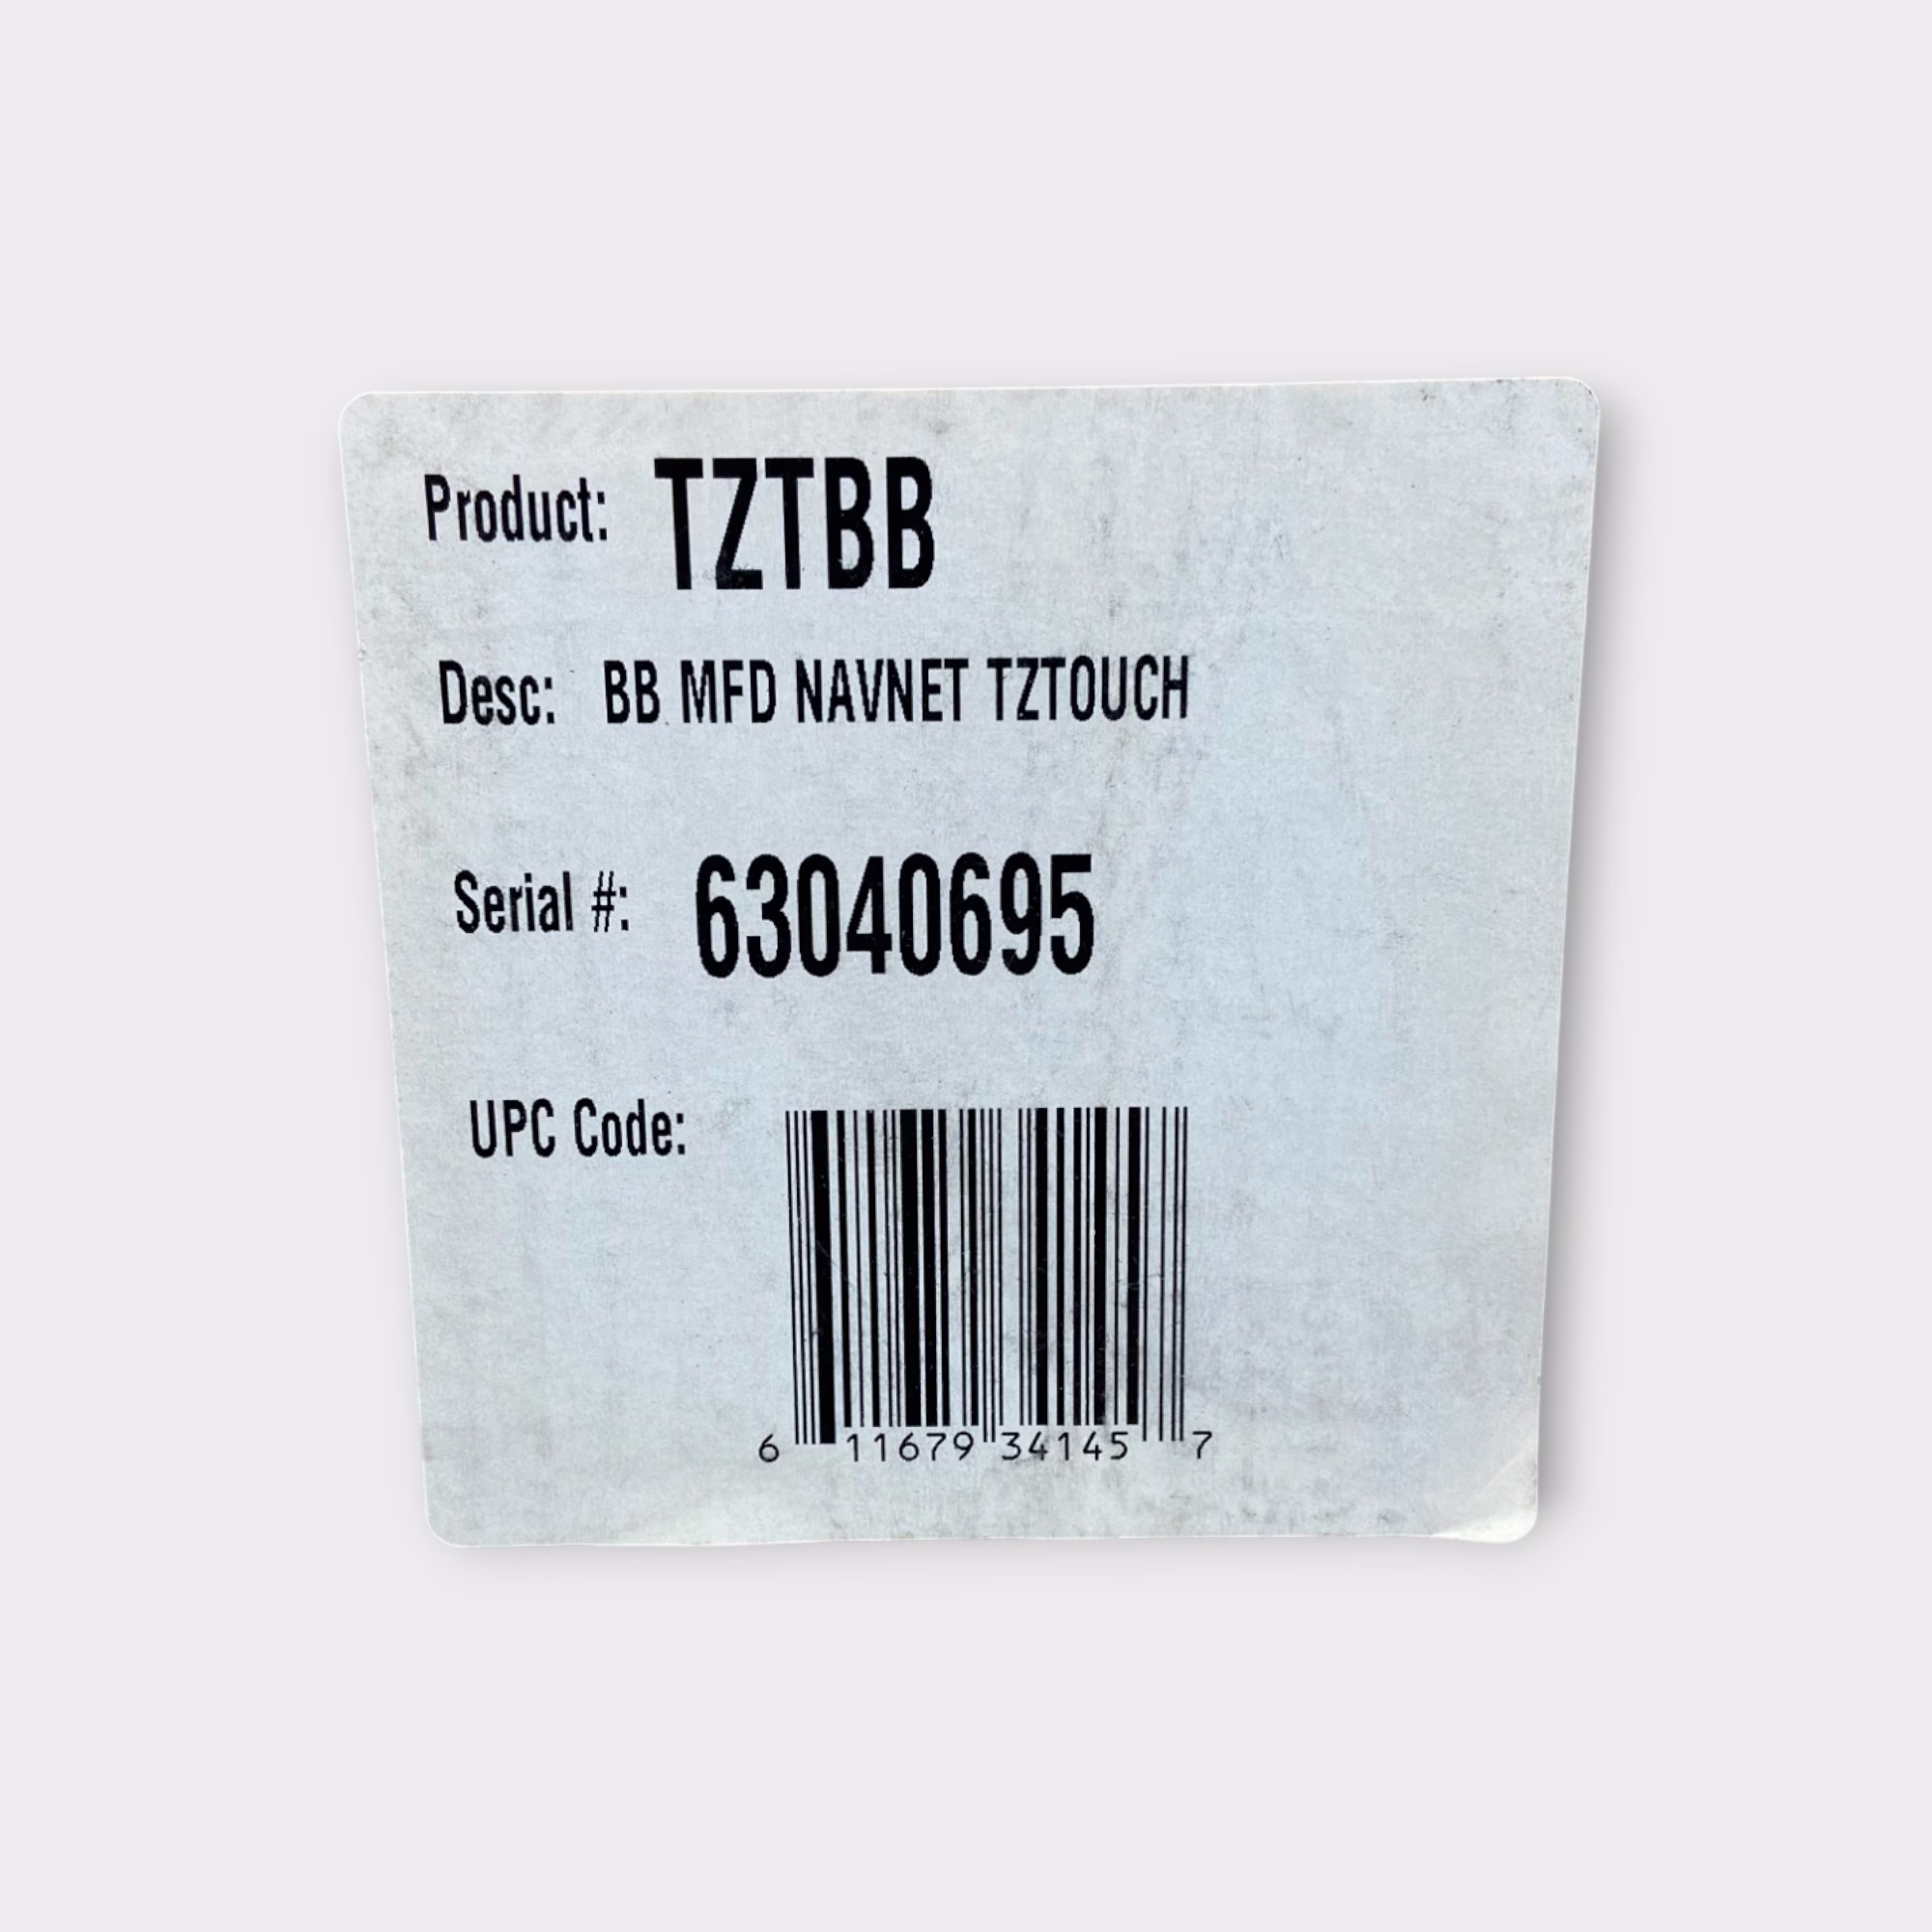 Product: TZTBB
Desc: BB MFD NAVNET TZTOUCH
Serial #: 63040695
UPC Code:
6 11679 34145 7